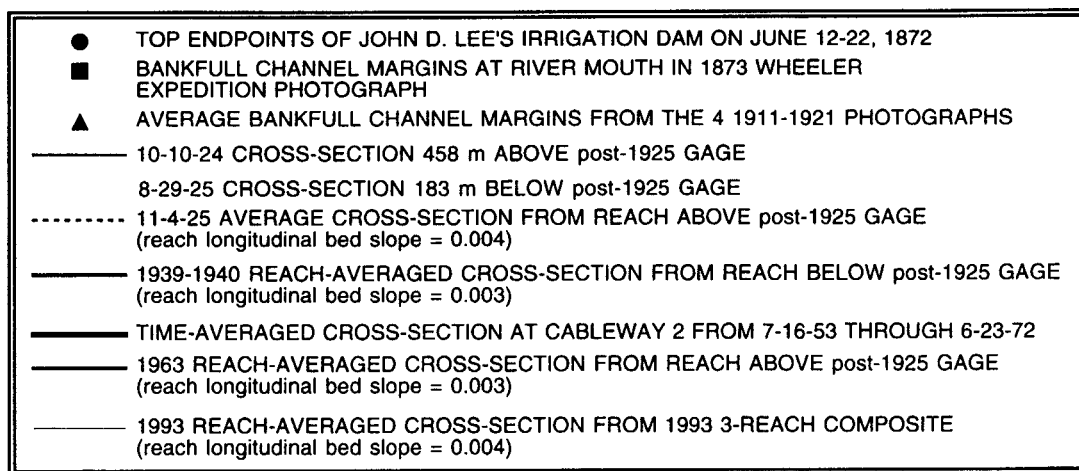 TOP ENDPOINTS OF JOHN D. LEE'S IRRIGATION DAM ON JUNE 12-22, 1872
BANKFULL CHANNEL MARGINS AT RIVER MOUTH IN 1873 WHEELER
EXPEDITION PHOTOGRAPH
AVERAGE BANKFULL CHANNEL MARGINS FROM THE 4 1911-1921 PHOTOGRAPHS
10-10-24 CROSS-SECTION 458 m ABOVE post-1925 GAGE
8-29-25 CROSS-SECTION 183 m BELOW post-1925 GAGE
11-4-25 AVERAGE CROSS-SECTION FROM REACH ABOVE post-1925 GAGE
(reach longitudinal bed slope = 0.004)
1939-1940 REACH-AVERAGED CROSS-SECTION FROM REACH BELOW post-1925 GAGE
(reach longitudinal bed slope = 0.003)
TIME-AVERAGED CROSS-SECTION AT CABLEWAY 2 FROM 7-16-53 THROUGH 6-23-72
1963 REACH-AVERAGED CROSS-SECTION FROM REACH ABOVE post-1925 GAGE
(reach longitudinal bed slope = 0.003)
1993 REACH-AVERAGED CROSS-SECTION FROM 1993 3-REACH COMPOSITE
(reach longitudinal bed slope = 0.004)